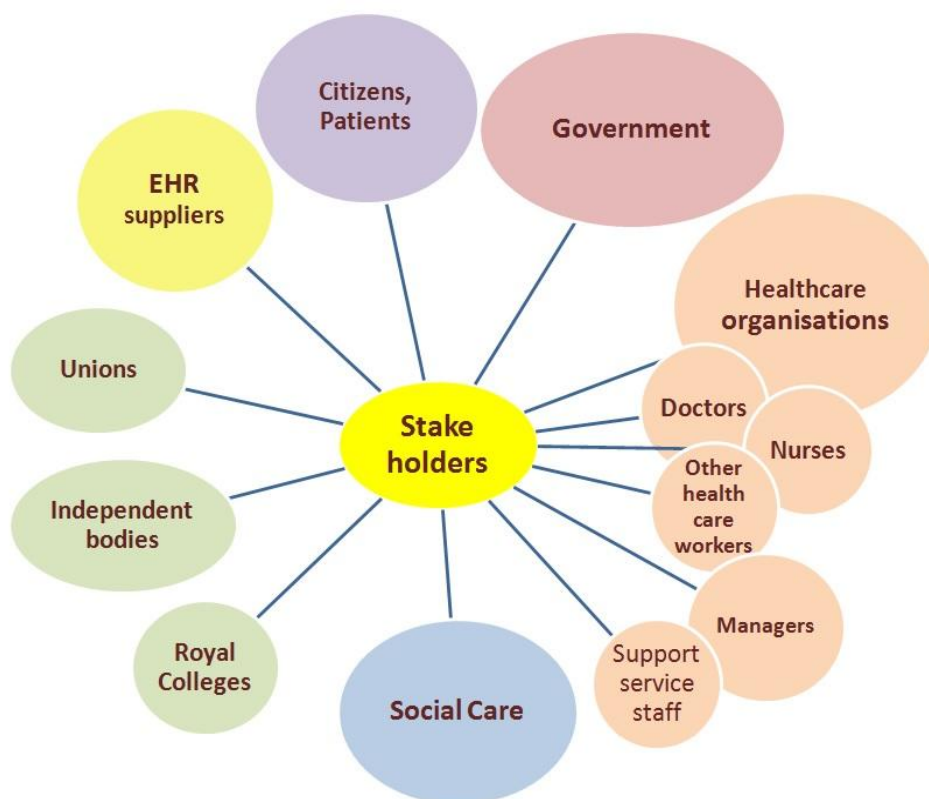 Citizens,
Patients
Government
EHR
suppliers
Healthcare
organisations
Unions
Doctors
Stake
holders
Nurses
Other
health
care
workers
Independent
bodies
Managers
Royal
Colleges
Support
service
staff
Social Care